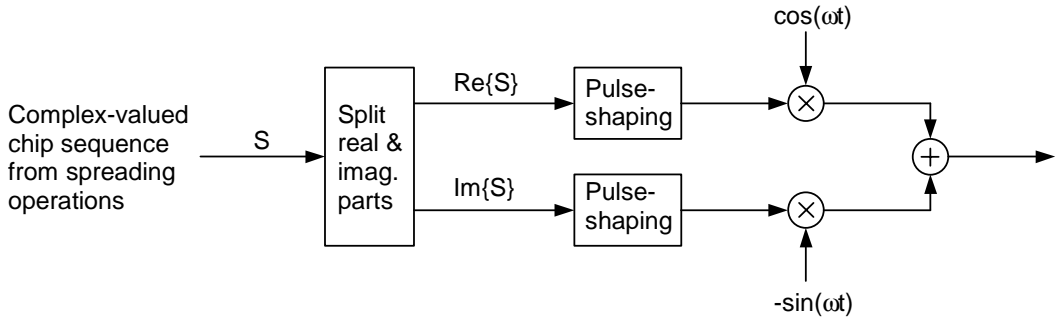 cos(ωt)
Complex-valued
chip sequence
from spreading
operations
S
Split
real &
imag.
parts
Re{S}
Im{S}
Pulse-
shaping
Pulse-
shaping
-sin(ωt)